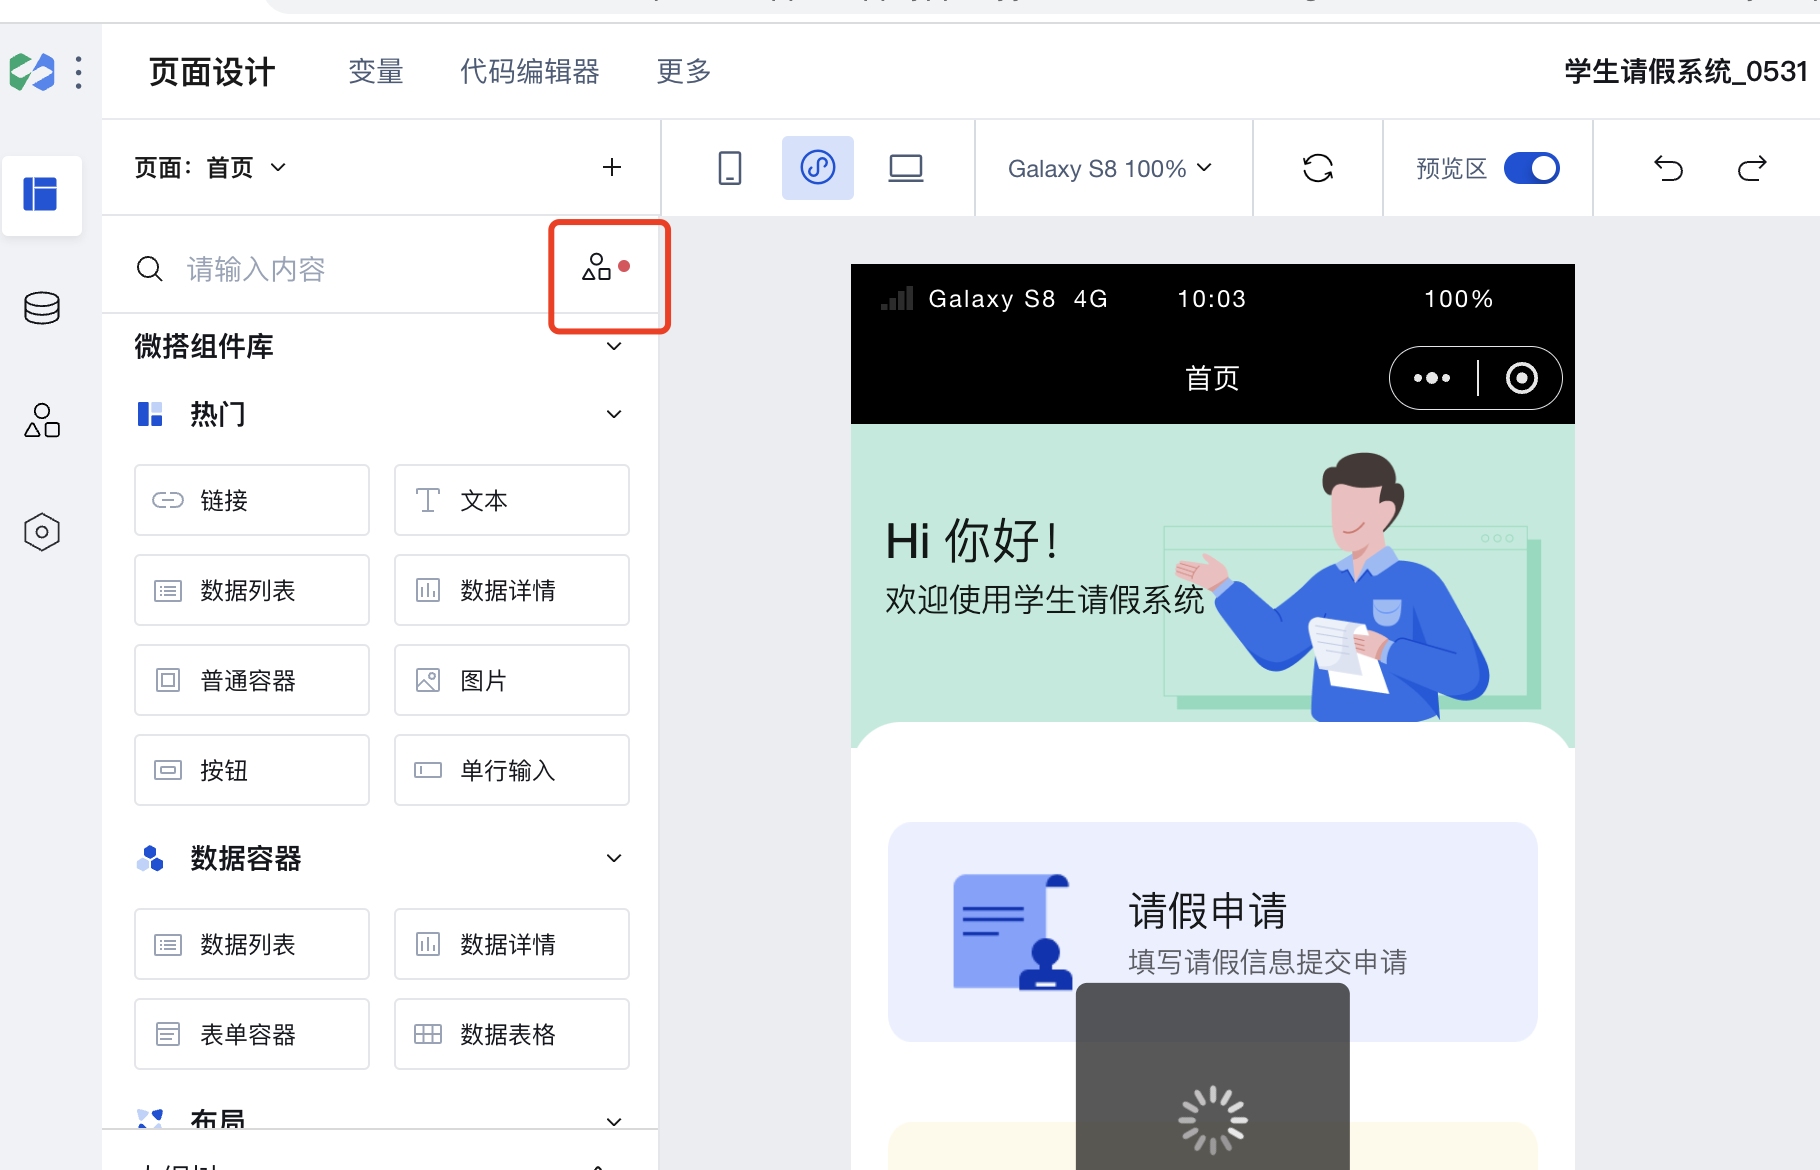 页面设计
变量
代码编辑器
更多
学生请假系统_0531
页面：首页
Galaxy S8 100%
预览区
请输入内容
微搭组件库
热门
链接
文本
数据列表
数据详情
普通容器
图片
按钮
单行输入
数据容器
数据列表
数据详情
表单容器
数据表格
布局
Galaxy S8 4G
10:03
100%
首页
Hi 你好！
欢迎使用学生请假系统
请假申请
填写请假信息提交申请